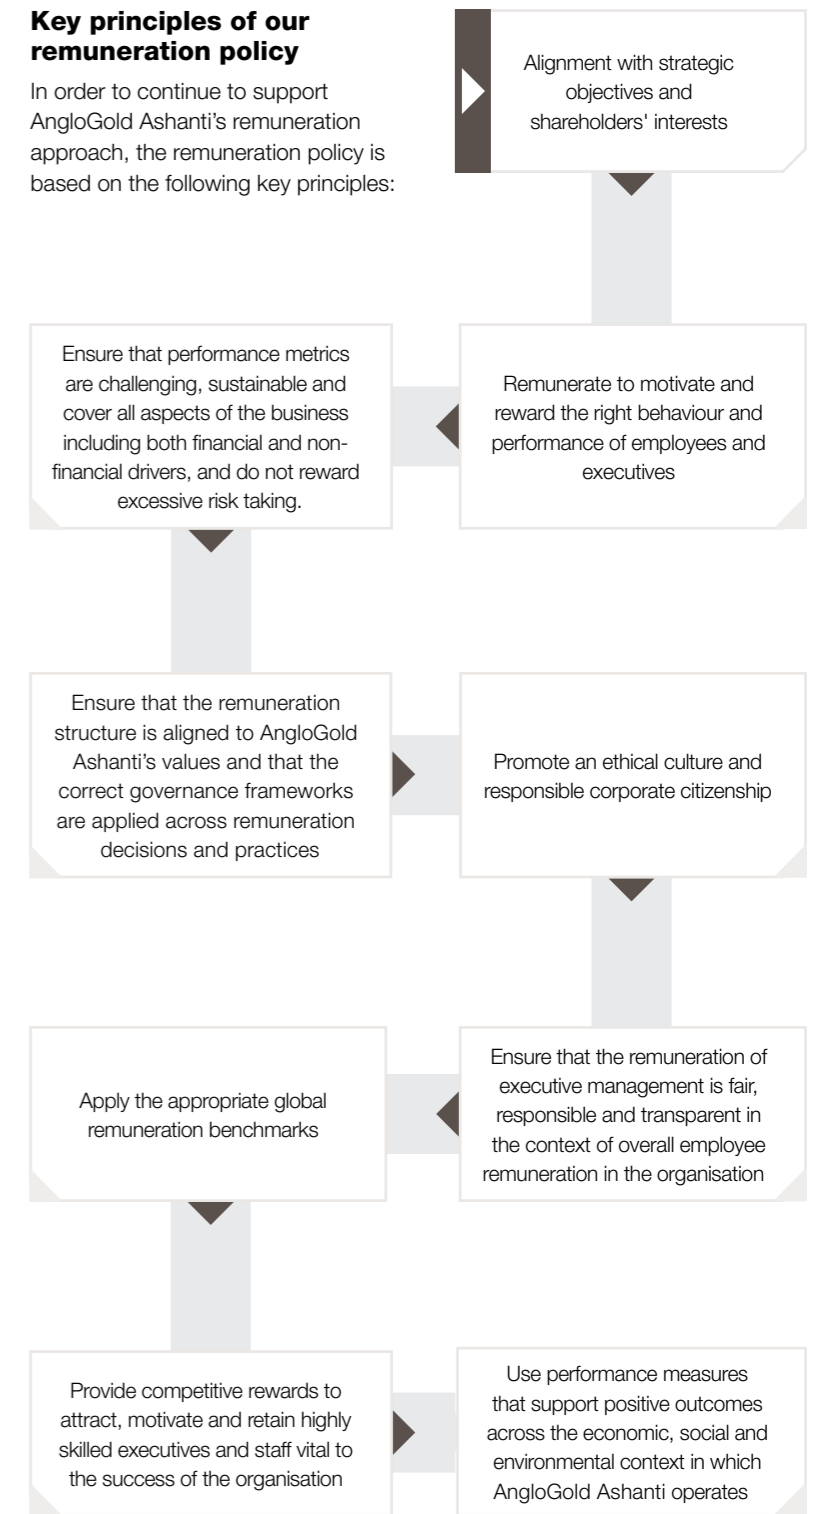 Key principles of our
remuneration policy
In order to continue to support
AngloGold Ashanti’s remuneration
approach, the remuneration policy is
based on the following key principles:
Alignment with strategic
objectives and
shareholders' interests
Remunerate to motivate and
reward the right behaviour and
performance of employees and
executives
Ensure that performance metrics
are challenging, sustainable and
cover all aspects of the business
including both financial and non-
financial drivers, and do not reward
excessive risk taking.
Ensure that the remuneration
structure is aligned to AngloGold
Ashanti’s values and that the
correct governance frameworks
are applied across remuneration
decisions and practices
Promote an ethical culture and
responsible corporate citizenship
Ensure that the remuneration of
executive management is fair,
responsible and transparent in
the context of overall employee
remuneration in the organisation
Apply the appropriate global
remuneration benchmarks
Provide competitive rewards to
attract, motivate and retain highly
skilled executives and staff vital to
the success of the organisation
Use performance measures
that support positive outcomes
across the economic, social and
environmental context in which
AngloGold Ashanti operates